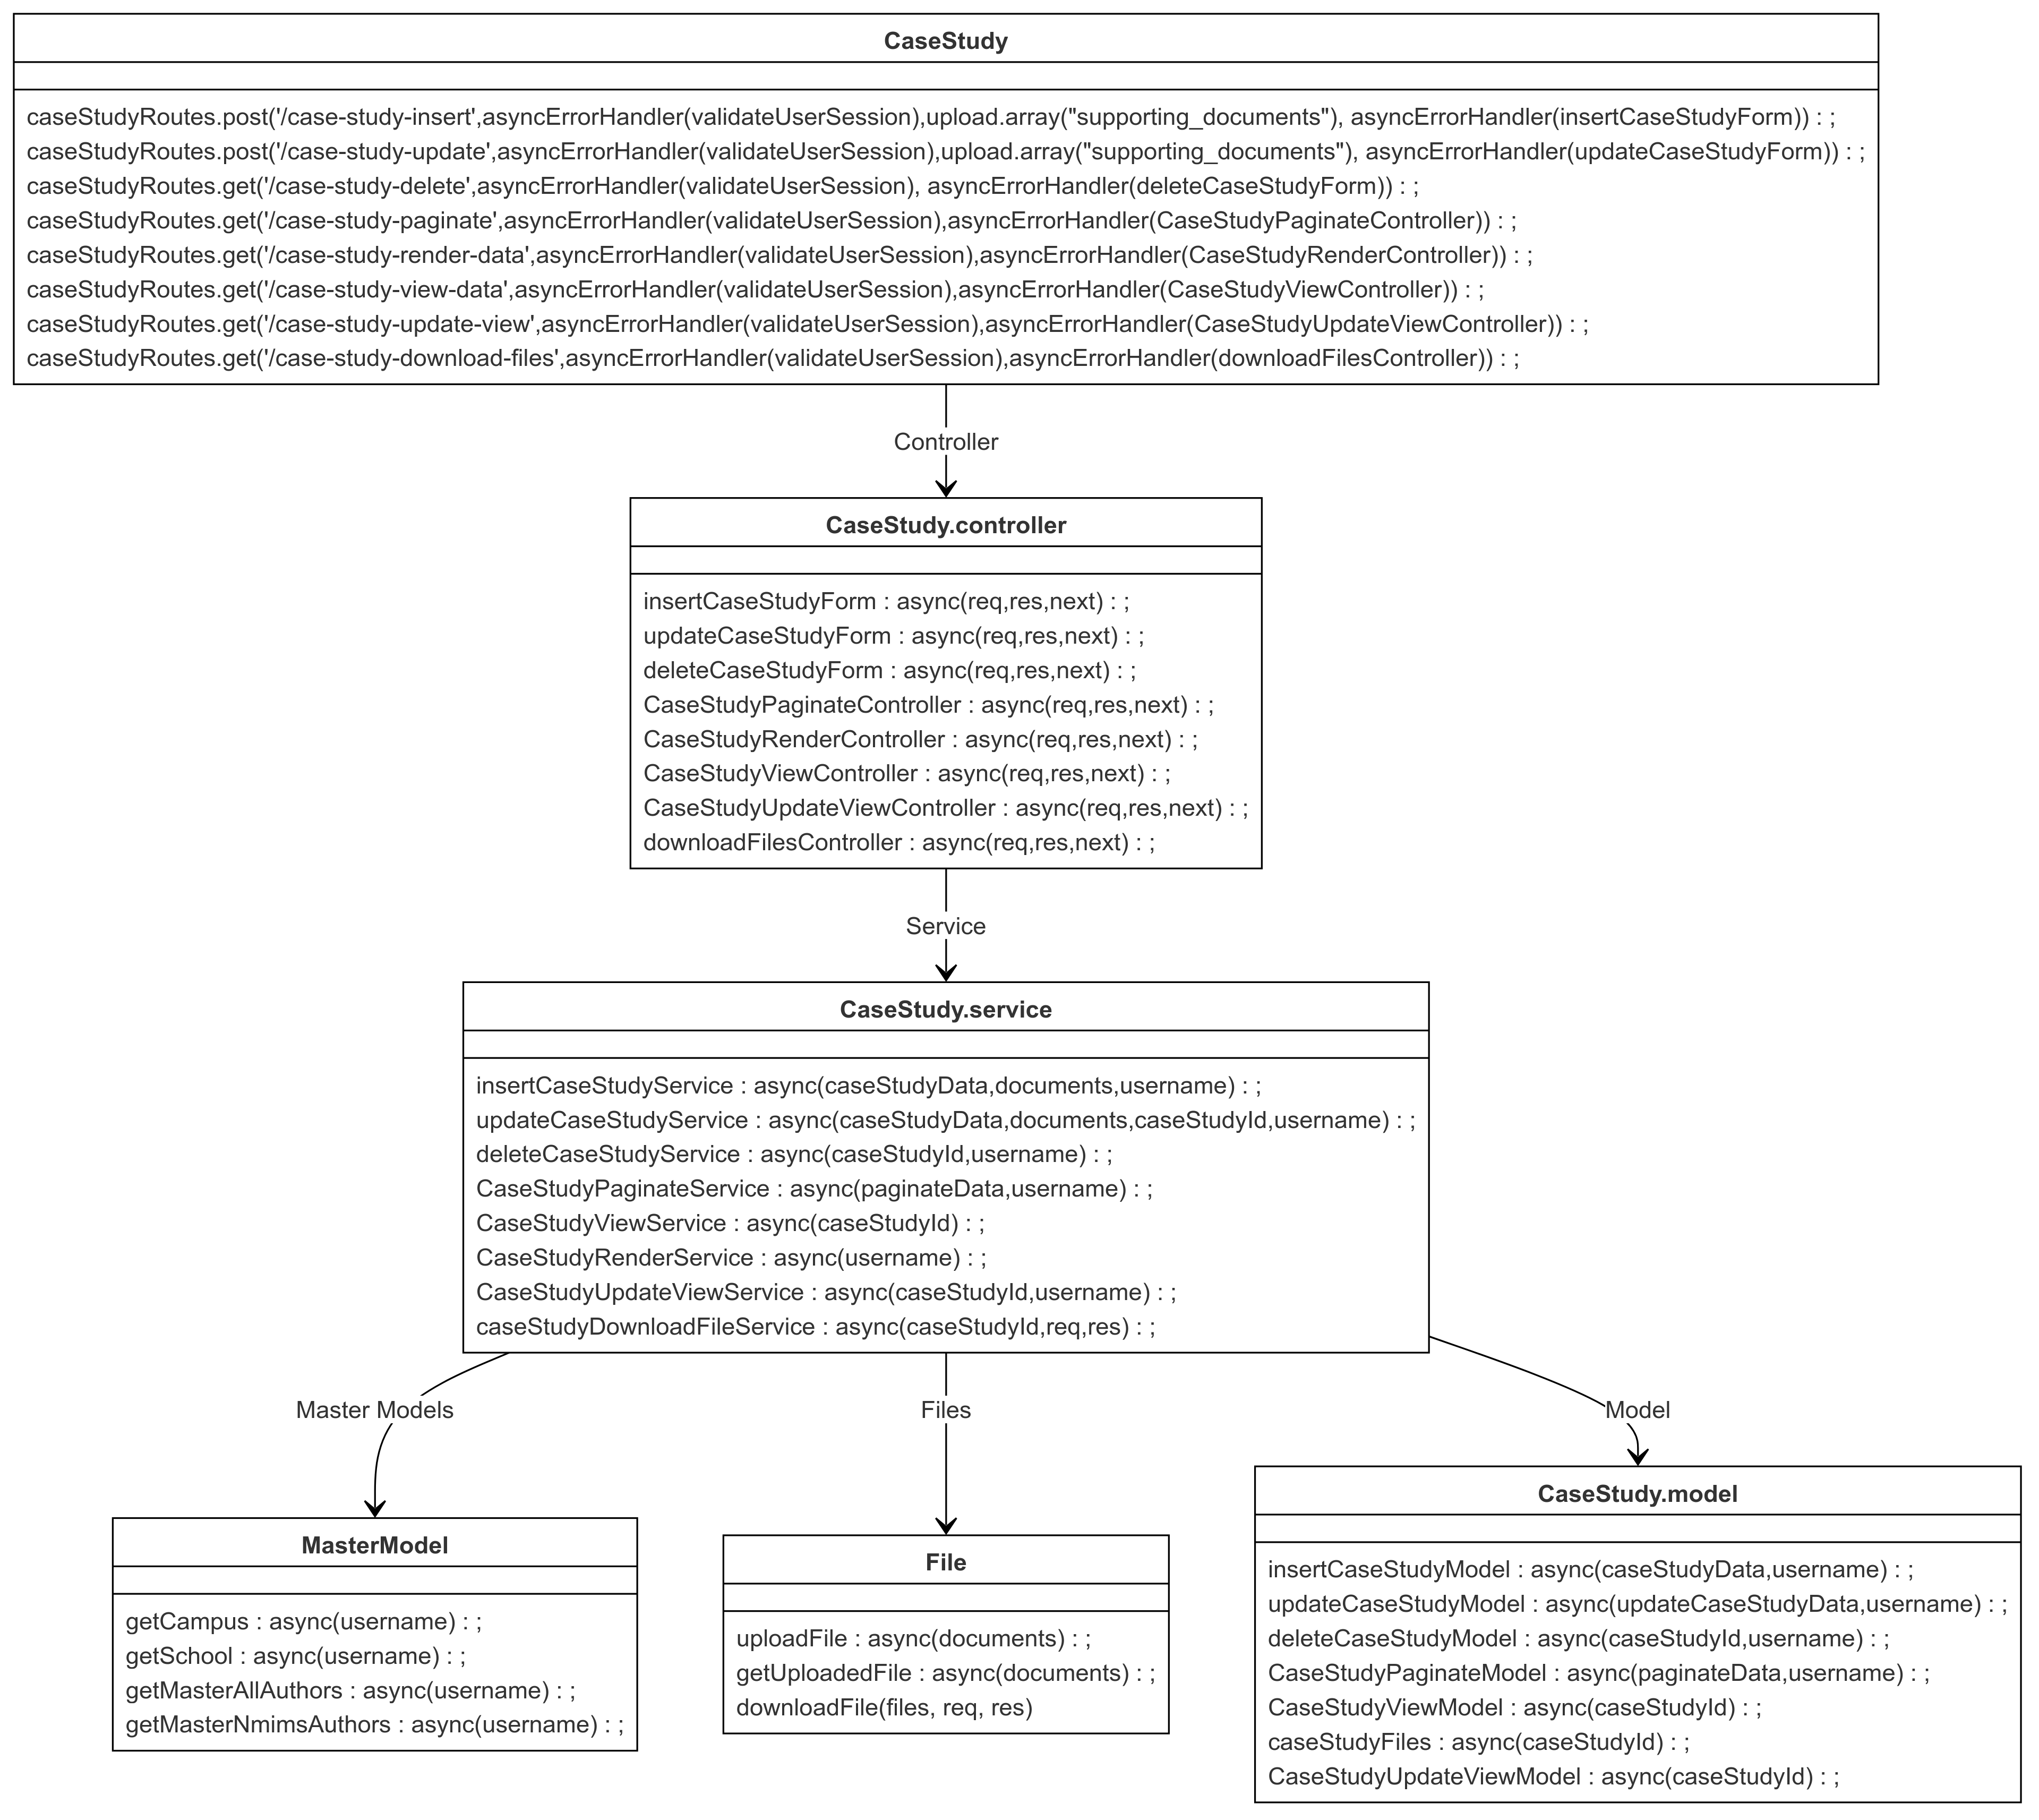 CaseStudy
caseStudyRoutes.post('/case-study-insert',asyncErrorHandler(validateUserSession),upload.array("supporting_documents"), asyncErrorHandler(insertCaseStudyForm)) : ;
caseStudyRoutes.post('/case-study-update',asyncErrorHandler(validateUserSession),upload.array("supporting_documents"), asyncErrorHandler(updateCaseStudyForm)) : ;
caseStudyRoutes.get('/case-study-delete',asyncErrorHandler(validateUserSession), asyncErrorHandler(deleteCaseStudyForm)) : ;
caseStudyRoutes.get('/case-study-paginate',asyncErrorHandler(validateUserSession),asyncErrorHandler(CaseStudyPaginateController)) : ;
caseStudyRoutes.get('/case-study-render-data',asyncErrorHandler(validateUserSession),asyncErrorHandler(CaseStudyRenderController)) : ;
caseStudyRoutes.get('/case-study-view-data',asyncErrorHandler(validateUserSession),asyncErrorHandler(CaseStudyViewController)) : ;
caseStudyRoutes.get('/case-study-update-view',asyncErrorHandler(validateUserSession),asyncErrorHandler(CaseStudyUpdateViewController)) : ;
caseStudyRoutes.get('/case-study-download-files',asyncErrorHandler(validateUserSession),asyncErrorHandler(downloadFilesController)) : ;
Controller
CaseStudy.controller
insertCaseStudyForm : async(req,res,next) : ;
updateCaseStudyForm : async(req,res,next) : ;
deleteCaseStudyForm : async(req,res,next) : ;
CaseStudyPaginateController : async(req,res,next) : ;
CaseStudyRenderController : async(req,res,next) : ;
CaseStudyViewController : async(req,res,next) : ;
CaseStudyUpdateViewController : async(req,res,next) : ;
downloadFilesController : async(req,res,next) : ;
Service
CaseStudy.service
insertCaseStudyService : async(caseStudyData,documents,username) : ;
updateCaseStudyService : async(caseStudyData,documents,caseStudyId,username) : ;
deleteCaseStudyService : async(caseStudyId,username) : ;
CaseStudyPaginateService : async(paginateData,username) : ;
CaseStudyViewService : async(caseStudyId) : ;
CaseStudyRenderService : async(username) : ;
CaseStudyUpdateViewService : async(caseStudyId,username) : ;
caseStudyDownloadFileService : async(caseStudyId,req,res) : ;
Master Models
Files
Model
MasterModel
getCampus : async(username) : ;
getSchool : async(username) : ;
getMasterAllAuthors : async(username) : ;
getMasterNmimsAuthors : async(username) : ;
File
uploadFile : async(documents) : ;
getUploadedFile : async(documents) : ;
downloadFile(files, req, res)
CaseStudy.model
insertCaseStudyModel : async(caseStudyData,username) : ;
updateCaseStudyModel : async(updateCaseStudyData,username) : ;
deleteCaseStudyModel : async(caseStudyId,username) : ;
CaseStudyPaginateModel : async(paginateData,username) : ;
CaseStudyViewModel : async(caseStudyId) : ;
caseStudyFiles : async(caseStudyId) : ;
CaseStudyUpdateViewModel : async(caseStudyId) : ;